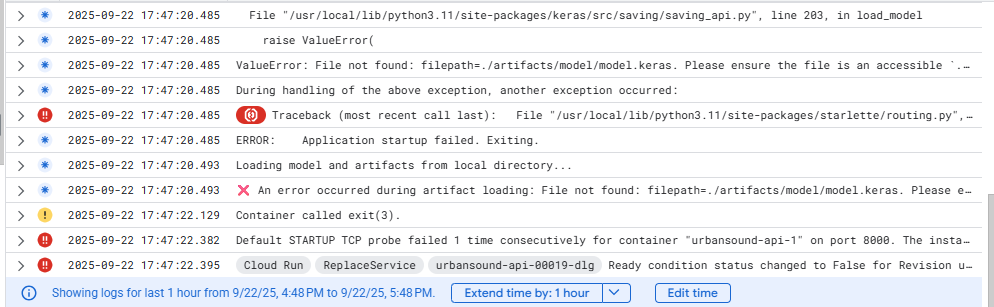 2025-09-22 17:47:20.485 File "/usr/local/lib/python3.11/site-packages/keras/src/saving/saving_api.py", line 203, in load_model
2025-09-22 17:47:20.485 raise ValueError(
2025-09-22 17:47:20.485 ValueError: File not found: filepath=./artifacts/model/model.keras. Please ensure the file is an accessible `.…
2025-09-22 17:47:20.485 During handling of the above exception, another exception occurred:
2025-09-22 17:47:20.485 Traceback (most recent call last): File "/usr/local/lib/python3.11/site-packages/starlette/routing.py",…
2025-09-22 17:47:20.485 ERROR: Application startup failed. Exiting.
2025-09-22 17:47:20.493 Loading model and artifacts from local directory...
2025-09-22 17:47:20.493 ❌ An error occurred during artifact loading: File not found: filepath=./artifacts/model/model.keras. Please e…
2025-09-22 17:47:22.129 Container called exit(3).
2025-09-22 17:47:22.382 Default STARTUP TCP probe failed 1 time consecutively for container "urbansound-api-1" on port 8000. The insta…
2025-09-22 17:47:22.395 Cloud Run ReplaceService urbansound-api-00019-dlg Ready condition status changed to False for Revision u…
Showing logs for last 1 hour from 9/22/25, 4:48 PM to 9/22/25, 5:48 PM. Extend time by: 1 hour Edit time